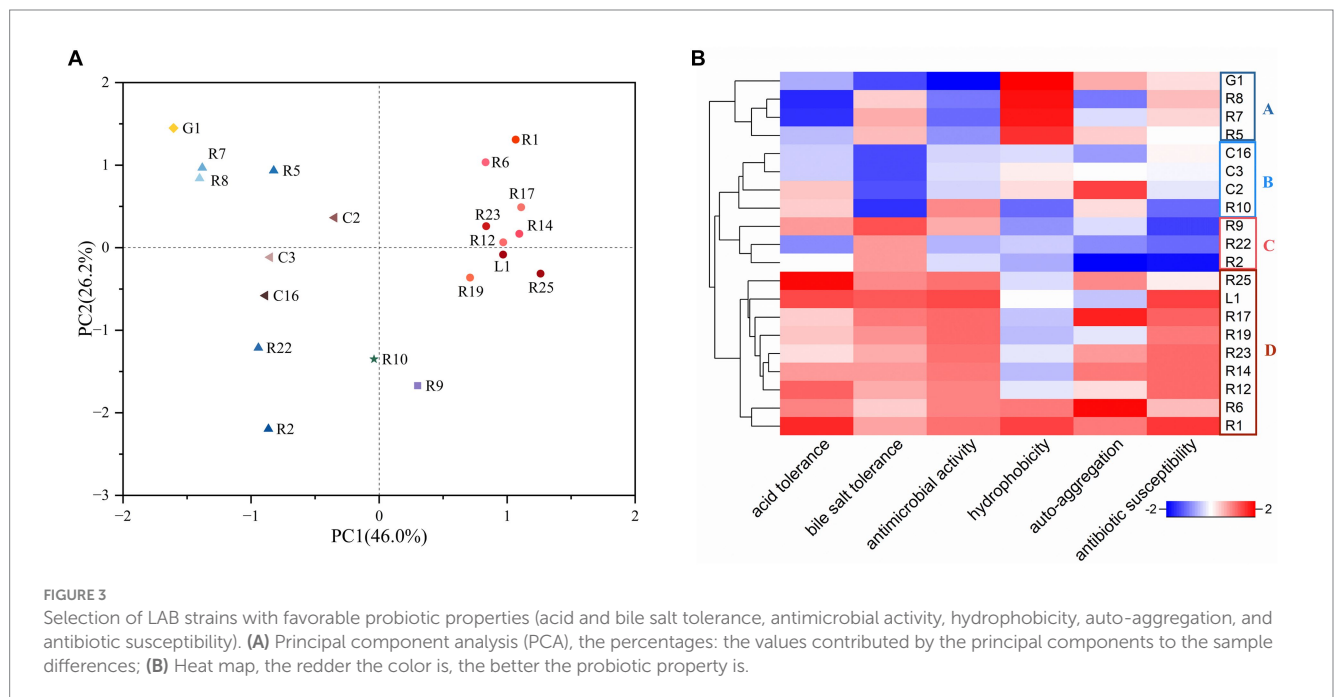 A
2
1
0
−1
−2
−3
PC2(26.2%)
−2
−1
0
1
2
PC1(46.0%)
G1
R7
R8
R5
C2
C3
C16
R22
R2
R10
R9
R1
R6
R17
R23
R14
R12
L1
R19
R25
B
G1
R8
R7
R5
A
C16
C3
C2
R10
B
R9
R22
R2
C
R25
L1
R17
R19
R23
R14
R12
R6
R1
D
acid tolerance
bile salt tolerance
antimicrobial activity
hydrophobicity
auto-aggregation
antibiotic susceptibility
-2
2
FIGURE 3
Selection of LAB strains with favorable probiotic properties (acid and bile salt tolerance, antimicrobial activity, hydrophobicity, auto-aggregation, and
antibiotic susceptibility). (A) Principal component analysis (PCA), the percentages: the values contributed by the principal components to the sample
differences; (B) Heat map, the redder the color is, the better the probiotic property is.